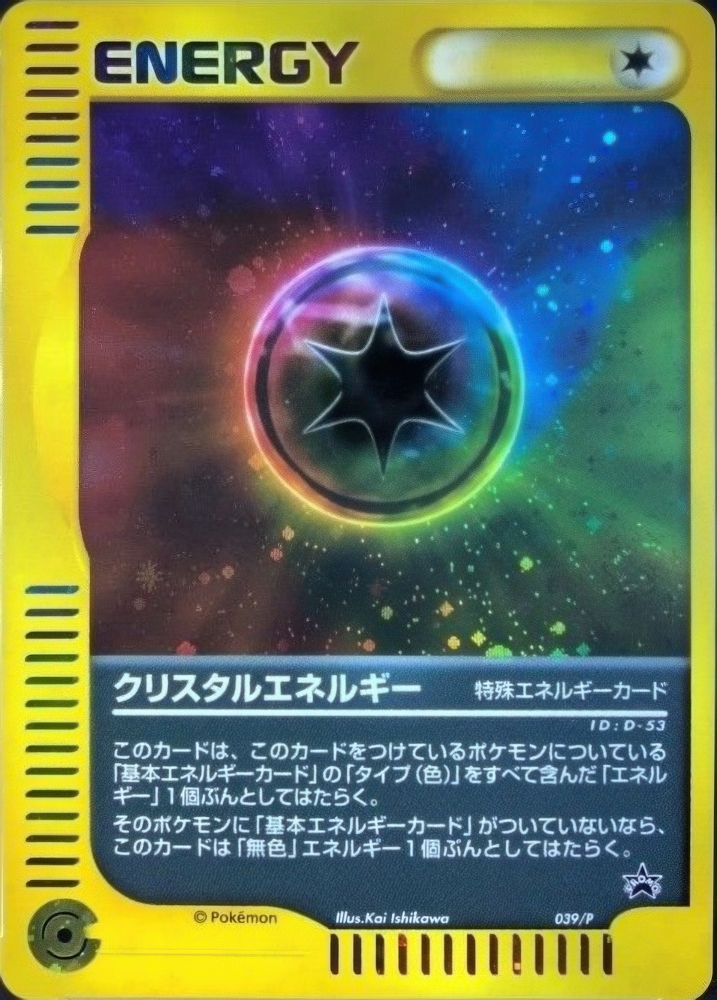 ENERGY
クリスタルエネルギー
特殊エネルギーカード
ID:D-53
このカードは、このカードをつけているポケモンについている
「基本エネルギーカード」の「タイプ(色)」をすべて含んだ「エネル
ギー」1個ぶんとしてはたらく。
そのポケモンに「基本エネルギーカード」がついていないなら、
このカードは「無色」エネルギー1個ぶんとしてはたらく。
PROMO
© Pokémon
Illus.Kai Ishikawa
039/P